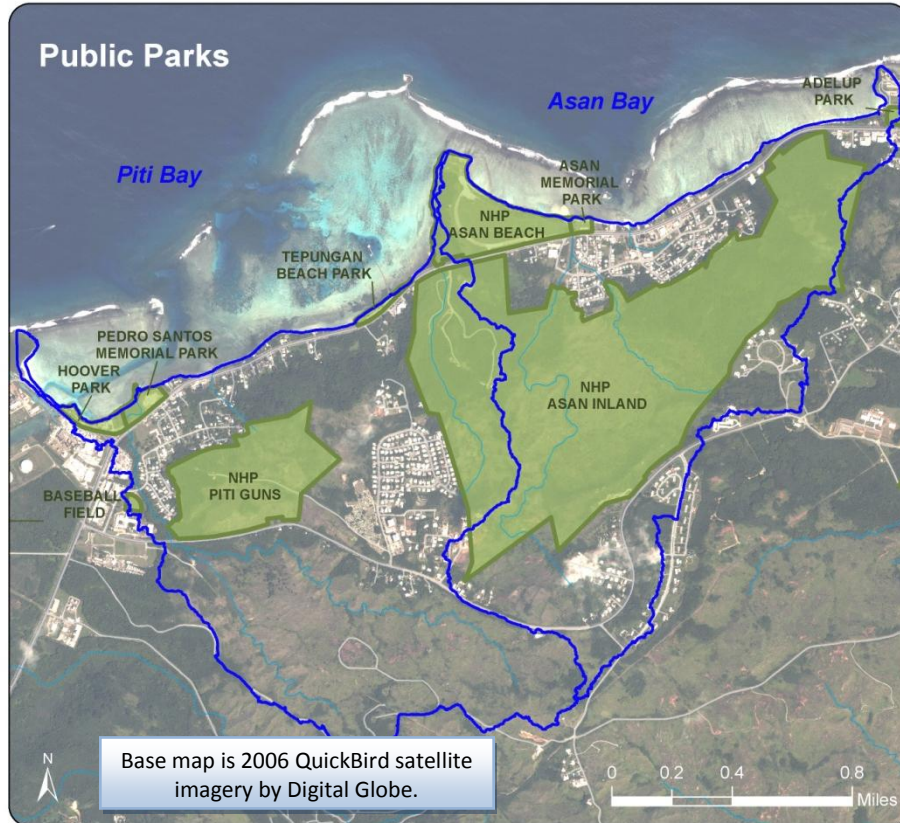 Public Parks
ADELUP
PARK
Asan Bay
Piti Bay
ASAN
MEMORIAL
PARK
NHP
ASAN BEACH
TEPUNGAN
BEACH PARK
PEDRO SANTOS
MEMORIAL PARK
HOOVER
PARK
NHP
ASAN INLAND
NHP
PITI GUNS
BASEBALL
FIELD
N
Base map is 2006 QuickBird satellite
imagery by Digital Globe.
0 0.2 0.4 0.8
Miles